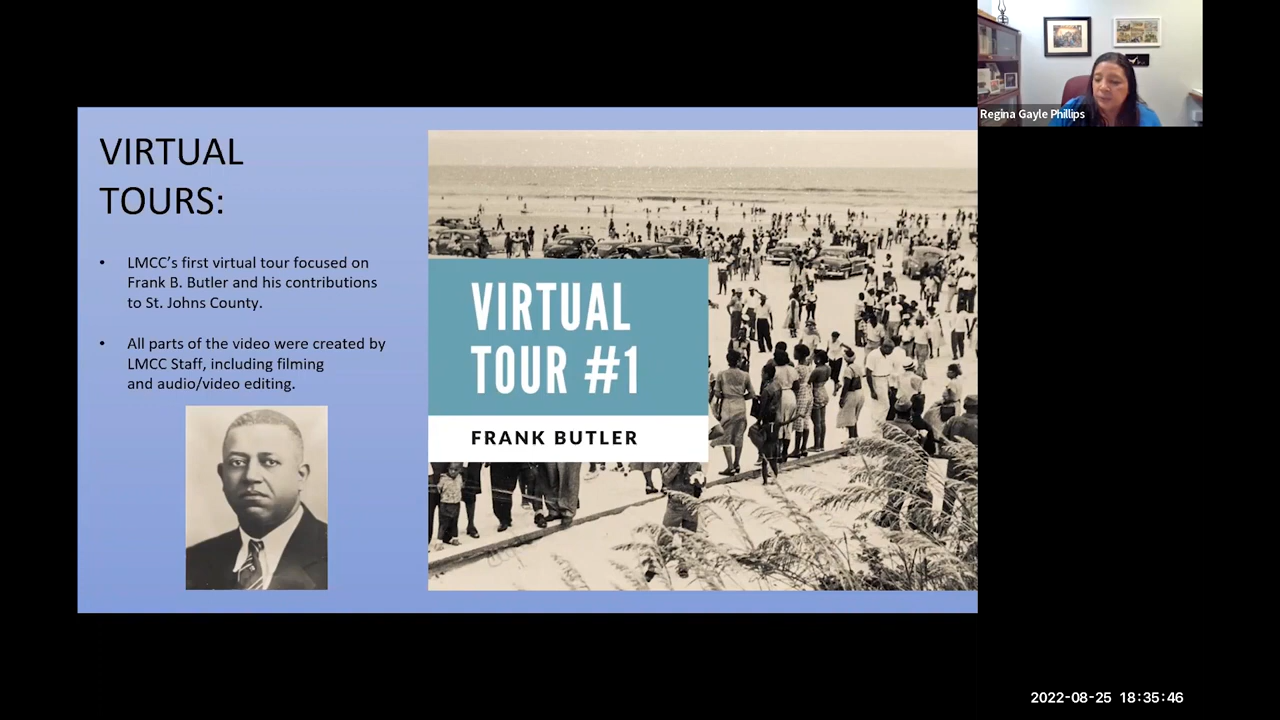 VIRTUAL
TOURS:
• LMCC's first virtual tour focused on
Frank B. Butler and his contributions
to St. Johns County.
• All parts of the video were created by
LMCC Staff, including filming
and audio/video editing.
VIRTUAL
TOUR #1
FRANK BUTLER
Regina Gayle Phillips
2022-08-25 18:35:46